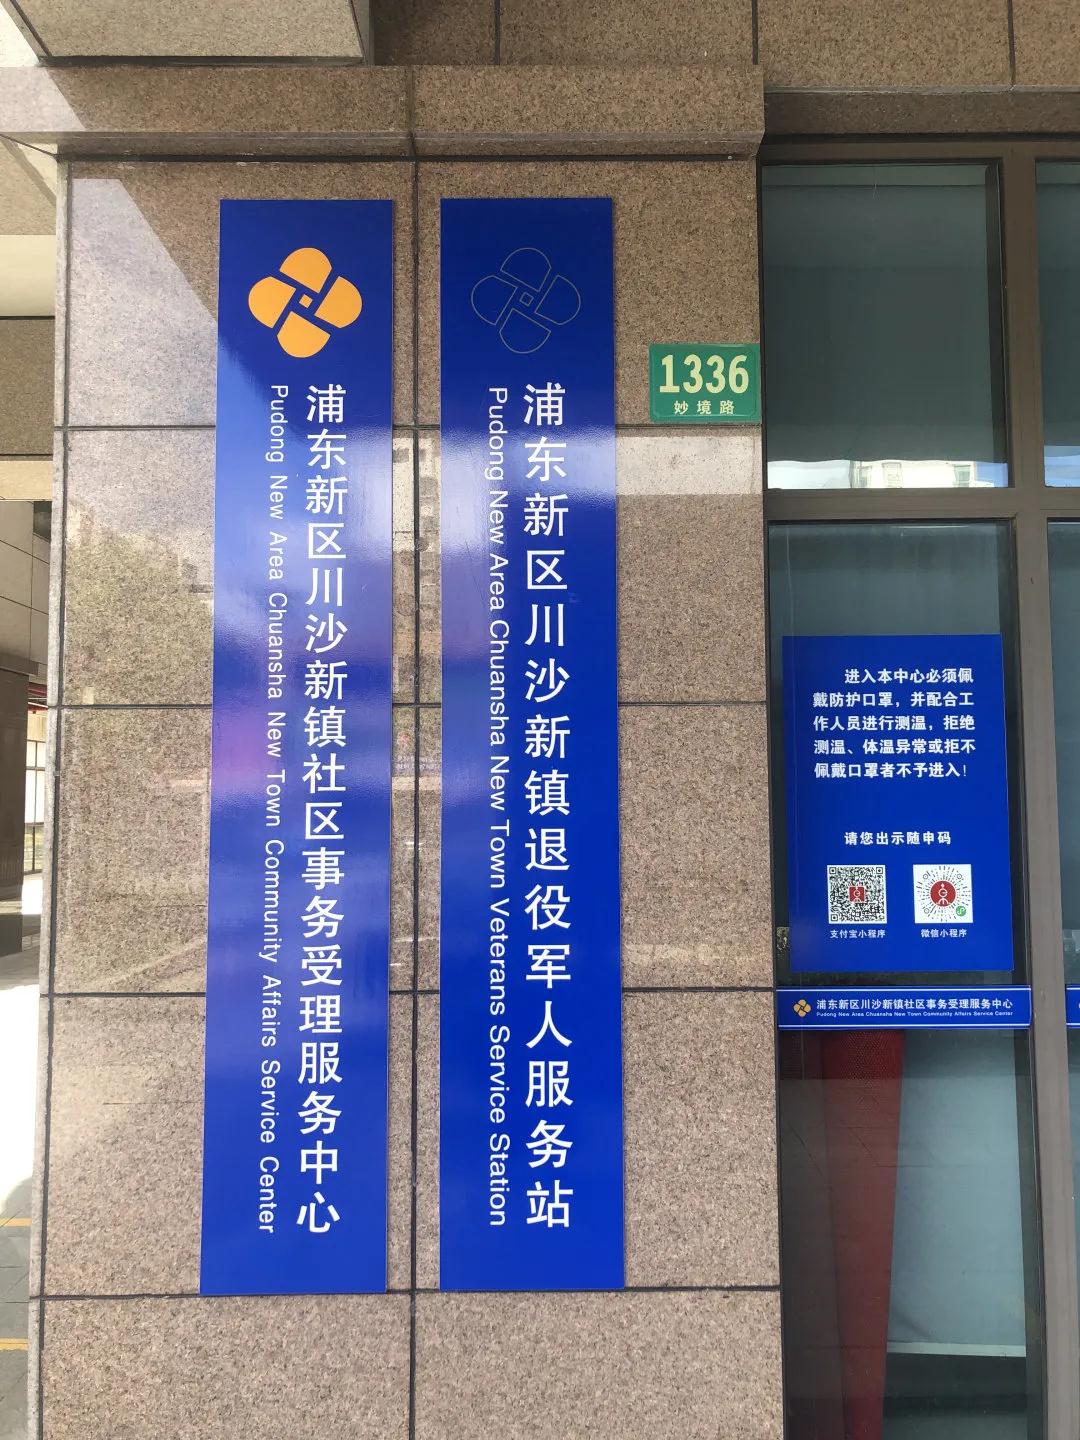 浦东新区川沙新镇社区事务受理服务中心
Pudong New Area Chuansha New Town Community Affairs Service Center
浦东新区川沙新镇退役军人服务站
Pudong New Area Chuansha New Town Veterans Service Station
1336
妙境路
进入本中心必须佩
戴防护口罩，并配合工
作人员进行测温，拒绝
测温、体温异常或拒不
佩戴口罩者不予进入！
请您出示随申码
支付宝小程序
微信小程序
浦东新区川沙新镇社区事务受理服务中心
Pudong New Area Chuansha New Town Community Affairs Service Center